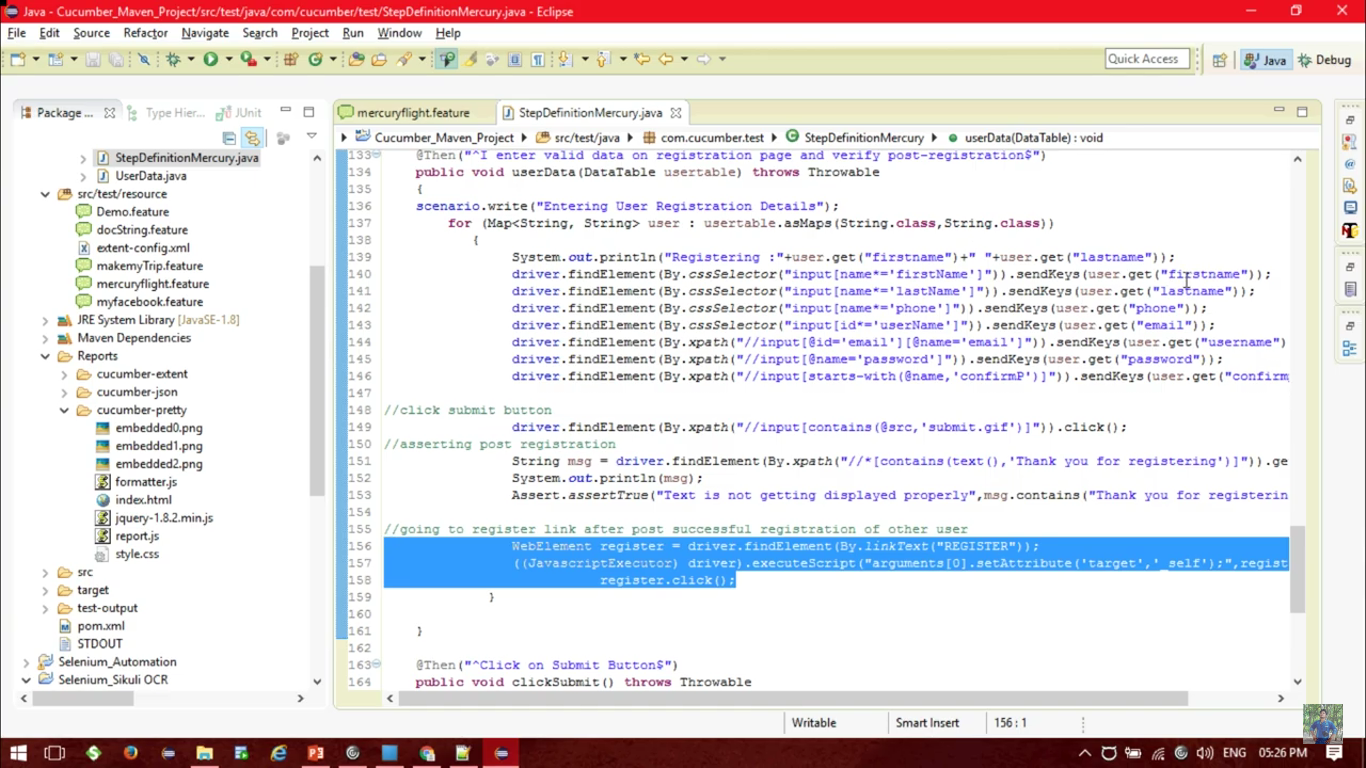 Java - Cucumber_Maven_Project/src/test/java/com/cucumber/test/StepDefinitionMercury.java - Eclipse
File Edit Source Refactor Navigate Search Project Run Window Help
Quick Access Java Debug
Package ... Type Hier... JUnit
StepDefinitionMercury.java
UserData.java
src/test/resource
Demo.feature
docString.feature
extent-config.xml
makemyTrip.feature
mercuryflight.feature
myfacebook.feature
JRE System Library [JavaSE-1.8]
Maven Dependencies
Reports
cucumber-extent
cucumber-json
cucumber-pretty
embedded0.png
embedded1.png
embedded2.png
formatter.js
index.html
jquery-1.8.2.min.js
report.js
style.css
src
target
test-output
pom.xml
STDOUT
Selenium_Automation
Selenium_Sikuli OCR
mercuryflight.feature StepDefinitionMercury.java
Cucumber_Maven_Project src/test/java com.cucumber.test StepDefinitionMercury userData(DataTable) : void
133 @Then("^I enter valid data on registration page and verify post-registration$")
134 public void userData(DataTable usertable) throws Throwable
135 {
136 scenario.write("Entering User Registration Details");
137 for (Map<String, String> user : usertable.asMaps(String.class,String.class))
138 {
139 System.out.println("Registering :"+user.get("firstname")+" "+user.get("lastname"));
140 driver.findElement(By.cssSelector("input[name*='firstName']")).sendKeys(user.get("firstname"));
141 driver.findElement(By.cssSelector("input[name*='lastName']")).sendKeys(user.get("lastname"));
142 driver.findElement(By.cssSelector("input[name*='phone']")).sendKeys(user.get("phone"));
143 driver.findElement(By.cssSelector("input[id*='userName']")).sendKeys(user.get("email"));
144 driver.findElement(By.xpath("//input[@id='email'][@name='email']")).sendKeys(user.get("username")
145 driver.findElement(By.xpath("//input[@name='password']")).sendKeys(user.get("password"));
146 driver.findElement(By.xpath("//input[starts-with(@name,'confirmP')]")).sendKeys(user.get("confirm
147
148 //click submit button
149 driver.findElement(By.xpath("//input[contains(@src,'submit.gif')]")).click();
150 //asserting post registration
151 String msg = driver.findElement(By.xpath("//*[contains(text(),'Thank you for registering')]")).ge
152 System.out.println(msg);
153 Assert.assertTrue("Text is not getting displayed properly",msg.contains("Thank you for registerin
154
155 //going to register link after post successful registration of other user
156 WebElement register = driver.findElement(By.linkText("REGISTER"));
157 ((JavascriptExecutor) driver).executeScript("arguments[0].setAttribute('target','_self');",regist
158 register.click();
159 }
160
161 }
162
163 @Then("^Click on Submit Button$")
164 public void clickSubmit() throws Throwable
Writable Smart Insert 156 : 1
ENG 05:26 PM